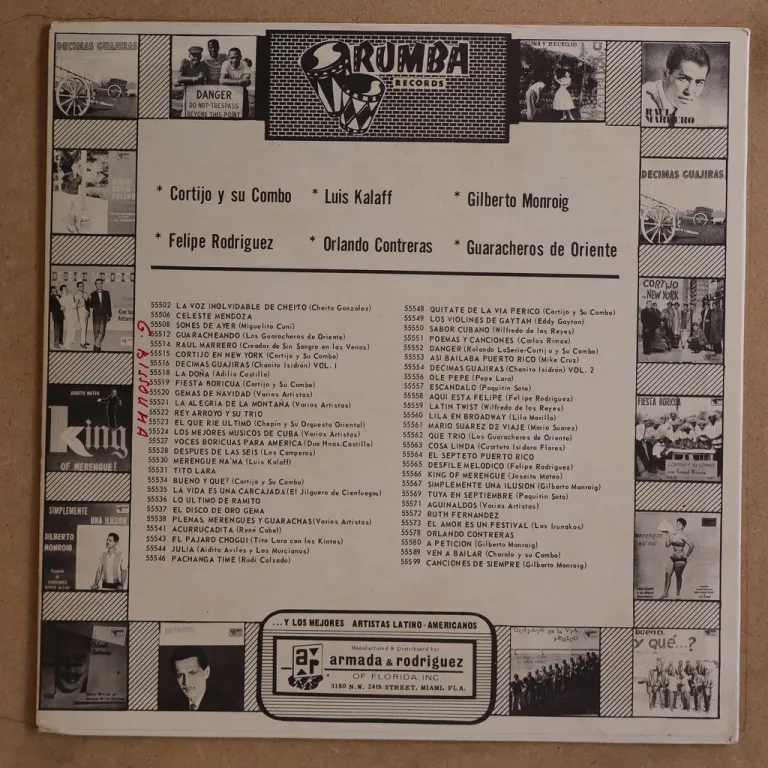 DECIMAS GUAJIRAS
DANGER
DO NOT TRESPASS
BEYOND THIS POINT
RUMBA
RECORDS
RAUL
MARRERO
DECIMAS GUAJIRAS
* Cortijo y su Combo * Luis Kalaff * Gilberto Monroig
* Felipe Rodriguez * Orlando Contreras * Guaracheros de Oriente
55502 LA VOZ INOLVIDABLE DE CHEITO (Cheito Gonzalez)
55506 CELESTE MENDOZA
55508 SONES DE AYER (Miguelito Cuní)
55512 GUARACHEANDO (Los Guaracheros de Oriente)
55514 RAUL MARRERO (Creador de Sin Sangre en las Venas)
55515 CORTIJO EN NEW YORK (Cortijo y Su Combo)
55516 DECIMAS GUAJIRAS (Chanito Isidrón) VOL. 1
55518 LA DOÑA (Adilia Castillo)
55519 FIESTA BORICUA (Cortijo y Su Combo)
55520 GEMAS DE NAVIDAD (Varios Artistas)
55521 LA ALEGRIA DE LA MONTAÑA (Varios Artistas)
55522 REY ARROYO Y SU TRIO
55523 EL QUE RIE ULTIMO (Chepin y Su Orquesta Oriental)
55524 LOS MEJORES MUSICOS DE CUBA (Varios Artistas)
55527 VOCES BORICUAS PARA AMERICA (Duo Hnos. Castillo)
55528 DESPUES DE LAS SEIS (Los Camperos)
55530 MERENGUE NA'MA (Luis Kalaff)
55531 TITO LARA
55534 BUENO Y QUE? (Cortijo y Su Combo)
55535 LA VIDA ES UNA CARCAJADA (El Jilguero de Cienfuegos)
55536 LO ULTIMO DE RAMITO
55537 EL DISCO DE ORO GEMA
55538 PLENAS, MERENGUES Y GUARACHAS (Varios Artistas)
55541 ACURRUCADITA (René Cabel)
55543 EL PAJARO CHOGUI (Tito Lara con los Kintos)
55544 JULIA (Aidita Avilés y Los Murcianos)
55546 PACHANGA TIME (Rudi Calzado)
55548 QUITATE DE LA VIA PERICO (Cortijo y Su Combo)
55549 LOS VIOLINES DE GAYTAN (Eddy Gaytan)
55550 SABOR CUBANO (Wilfredo de los Reyes)
55551 POEMAS Y CANCIONES (Carlos Rimax)
55552 DANGER (Rolando LaSerie-Cortijo y Su Combo)
55553 ASI BAILABA PUERTO RICO (Mike Cruz)
55554 DECIMAS GUAJIRAS (Chanito Isidrón) VOL. 2
55556 OLE PEPE (Pepe Lara)
55557 ESCANDALO (Paquitin Soto)
55558 AQUI ESTA FELIPE (Felipe Rodríguez)
55559 LATIN TWIST (Wilfredo de los Reyes)
55560 LILA EN BROADWAY (Lila Morillo)
55561 MARIO SUAREZ DE VIAJE (Mario Suarez)
55562 QUE TRIO (Los Guaracheros de Oriente)
55563 COSA LINDA (Cuarteto Isidoro Flores)
55564 EL SEPTETO PUERTO RICO
55565 DESFILE MELODICO (Felipe Rodríguez)
55566 KING OF MERENGUE (Joseito Mateo)
55567 SIMPLEMENTE UNA ILUSION (Gilberto Monroig)
55569 TUYA EN SEPTIEMBRE (Paquitin Soto)
55571 AGUINALDOS (Varios Artistas)
55572 RUTH FERNANDEZ
55573 EL AMOR ES UN FESTIVAL (Los Irunakos)
55578 ORLANDO CONTRERAS
55580 A PETICION (Gilberto Monroig)
55589 VEN A BAILAR (Chorolo y su Combo)
55599 CANCIONES DE SIEMPRE (Gilberto Monroig)
CORTIJO
en NEW YORK
FIESTA BORICUA
JOSEITO MATEO
king
OF MERENGUE!
SIMPLEMENTE
UNA ILUSION
GILBERTO
MONROIG
...Y LOS MEJORES ARTISTAS LATINO-AMERICANOS
Manufactured & Distributed by:
ar
armada & rodriguez
OF FLORIDA INC
3180 N.W. 24th STREET, MIAMI. FLA.
QUITATE de la VIA,
PERICO
bueno,
y qué...?